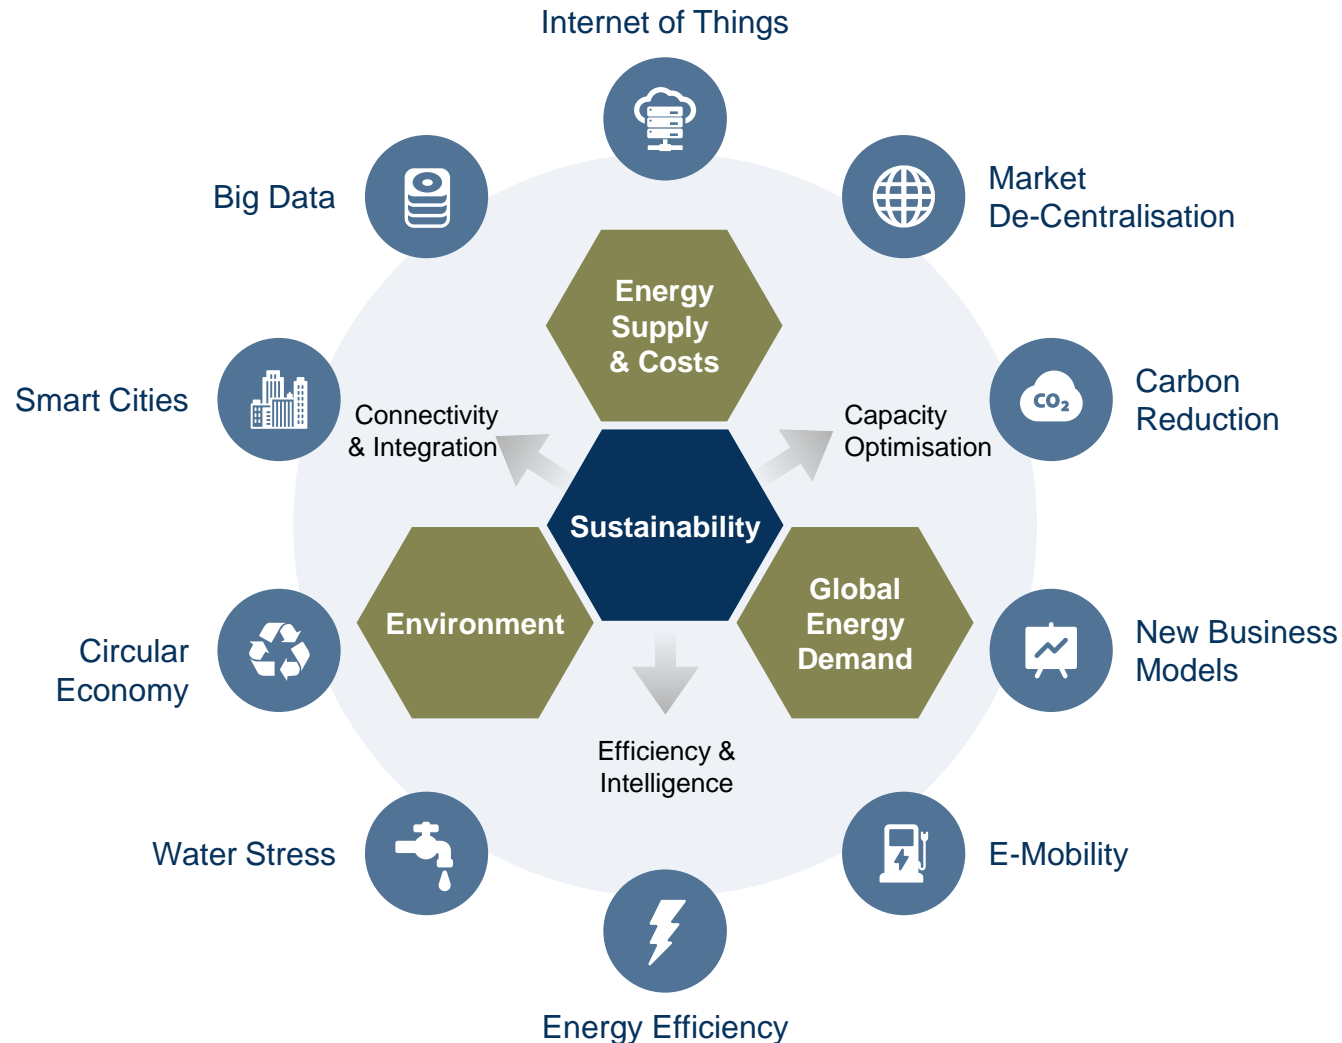 Internet of Things
Big Data
Market
De-Centralisation
Energy
Supply
& Costs
Smart Cities
Connectivity
& Integration
Capacity
Optimisation
CO₂
Carbon
Reduction
Sustainability
Environment
Global
Energy
Demand
Circular
Economy
New Business
Models
Efficiency &
Intelligence
Water Stress
E-Mobility
Energy Efficiency